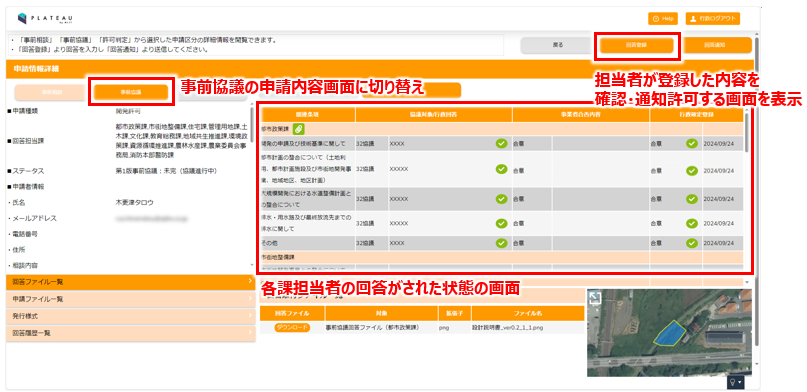 PLATEAU
by MLIT
Help
行政ログアウト
・「事前相談」「事前協議」「許可判定」から選択した申請区分の詳細情報を閲覧できます。
・「回答登録」より回答を入力し「回答通知」より送信してください。
戻る
回答登録
回答通知
申請情報詳細
事前相談
事前協議
事前協議の申請内容画面に切り替え
担当者が登録した内容を
確認・通知許可する画面を表示
■申請種類
開発許可
■回答担当課
都市政策課,市街地整備課,住宅課,管理用地課,土
木課,文化課,教育総務課,地域共生推進課,環境政
策課,資源循環推進課,農林水産課,農業委員会事
務局,消防本部警防課
■ステータス
第1版事前協議：未完（協議進行中）
■申請者情報
・氏名
木更津タロウ
・メールアドレス
・電話番号
・住所
・相談内容
回答ファイル一覧
申請ファイル一覧
発行様式
回答履歴一覧
関連条項
協議対象/行政回答
事業者合否内容
行政確定登録
都市政策課
開発の申請及び技術基準に関して
32協議
XXXX
合意
合意
2024/09/24
都市計画の整合について（土地利
用、都市計画施設及び市街地開発事
業、地域地区、地区計画）
32協議
XXXX
合意
合意
2024/09/24
大規模開発における水道整備計画と
の整合について
32協議
XXXX
合意
合意
2024/09/24
排水・用水路及び最終放流先までの
排水に関して
32協議
XXXX
合意
合意
2024/09/24
その他
32協議
XXXX
合意
合意
2024/09/24
市街地整備課
各課担当者の回答がされた状態の画面
回答ファイル
対象
拡張子
ファイル名
ダウンロード
事前協議回答ファイル（都市政策課）
png
設計説明書_ver0.2_1_1.png